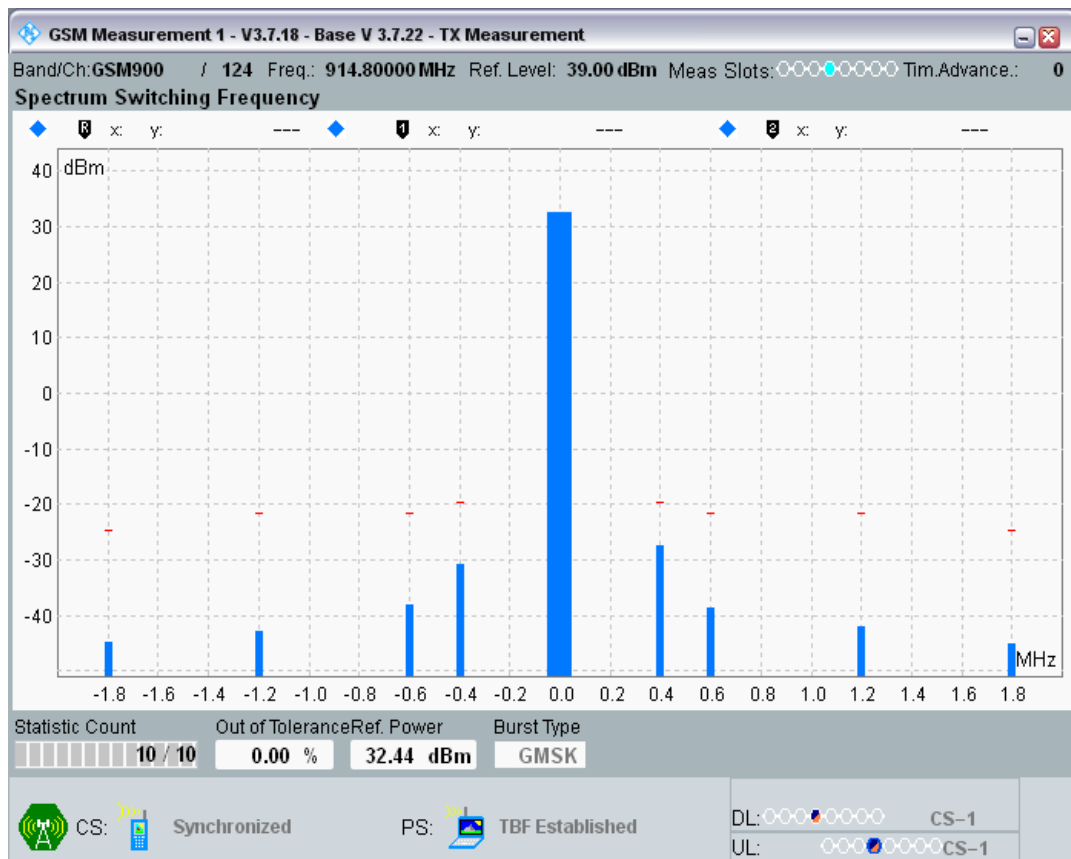 GSM Measurement 1 - V3.7.18 - Base V 3.7.22 - TX Measurement
Band/Ch:GSM900 / 124 Freq.: 914.80000 MHz Ref. Level: 39.00 dBm Meas Slots: Tim.Advance.: 0
Spectrum Switching Frequency
R x: y: --- 1 x: y: --- 2 x: y: ---
dBm
40
30
20
10
0
-10
-20
-30
-40
MHz
-1.8 -1.6 -1.4 -1.2 -1.0 -0.8 -0.6 -0.4 -0.2 0.0 0.2 0.4 0.6 0.8 1.0 1.2 1.4 1.6 1.8
Statistic Count Out of Tolerance Ref. Power Burst Type
10 / 10 0.00 % 32.44 dBm GMSK
CS: Synchronized PS: TBF Established DL: CS-1
UL: CS-1